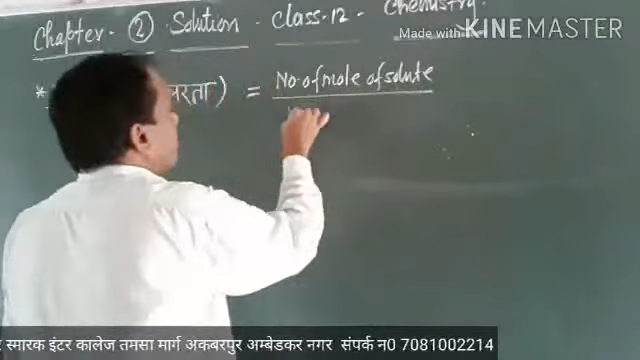 Chapter - ② Solution - Class-12 - Chemistry.
Made with KINEMASTER
* लरता) = No. of mole of solute
स्मारक इंटर कालेज तमसा मार्ग अकबरपुर अम्बेडकर नगर संपर्क न0 7081002214